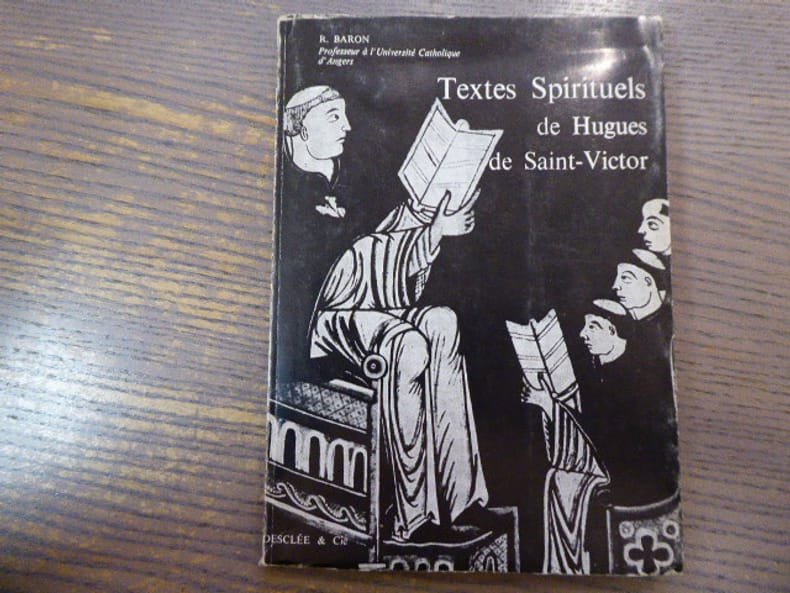 R. BARON
Professeur à l'Université Catholique
d'Angers
Textes Spirituels
de Hugues
de Saint-Victor
DESCLÉE & Cie